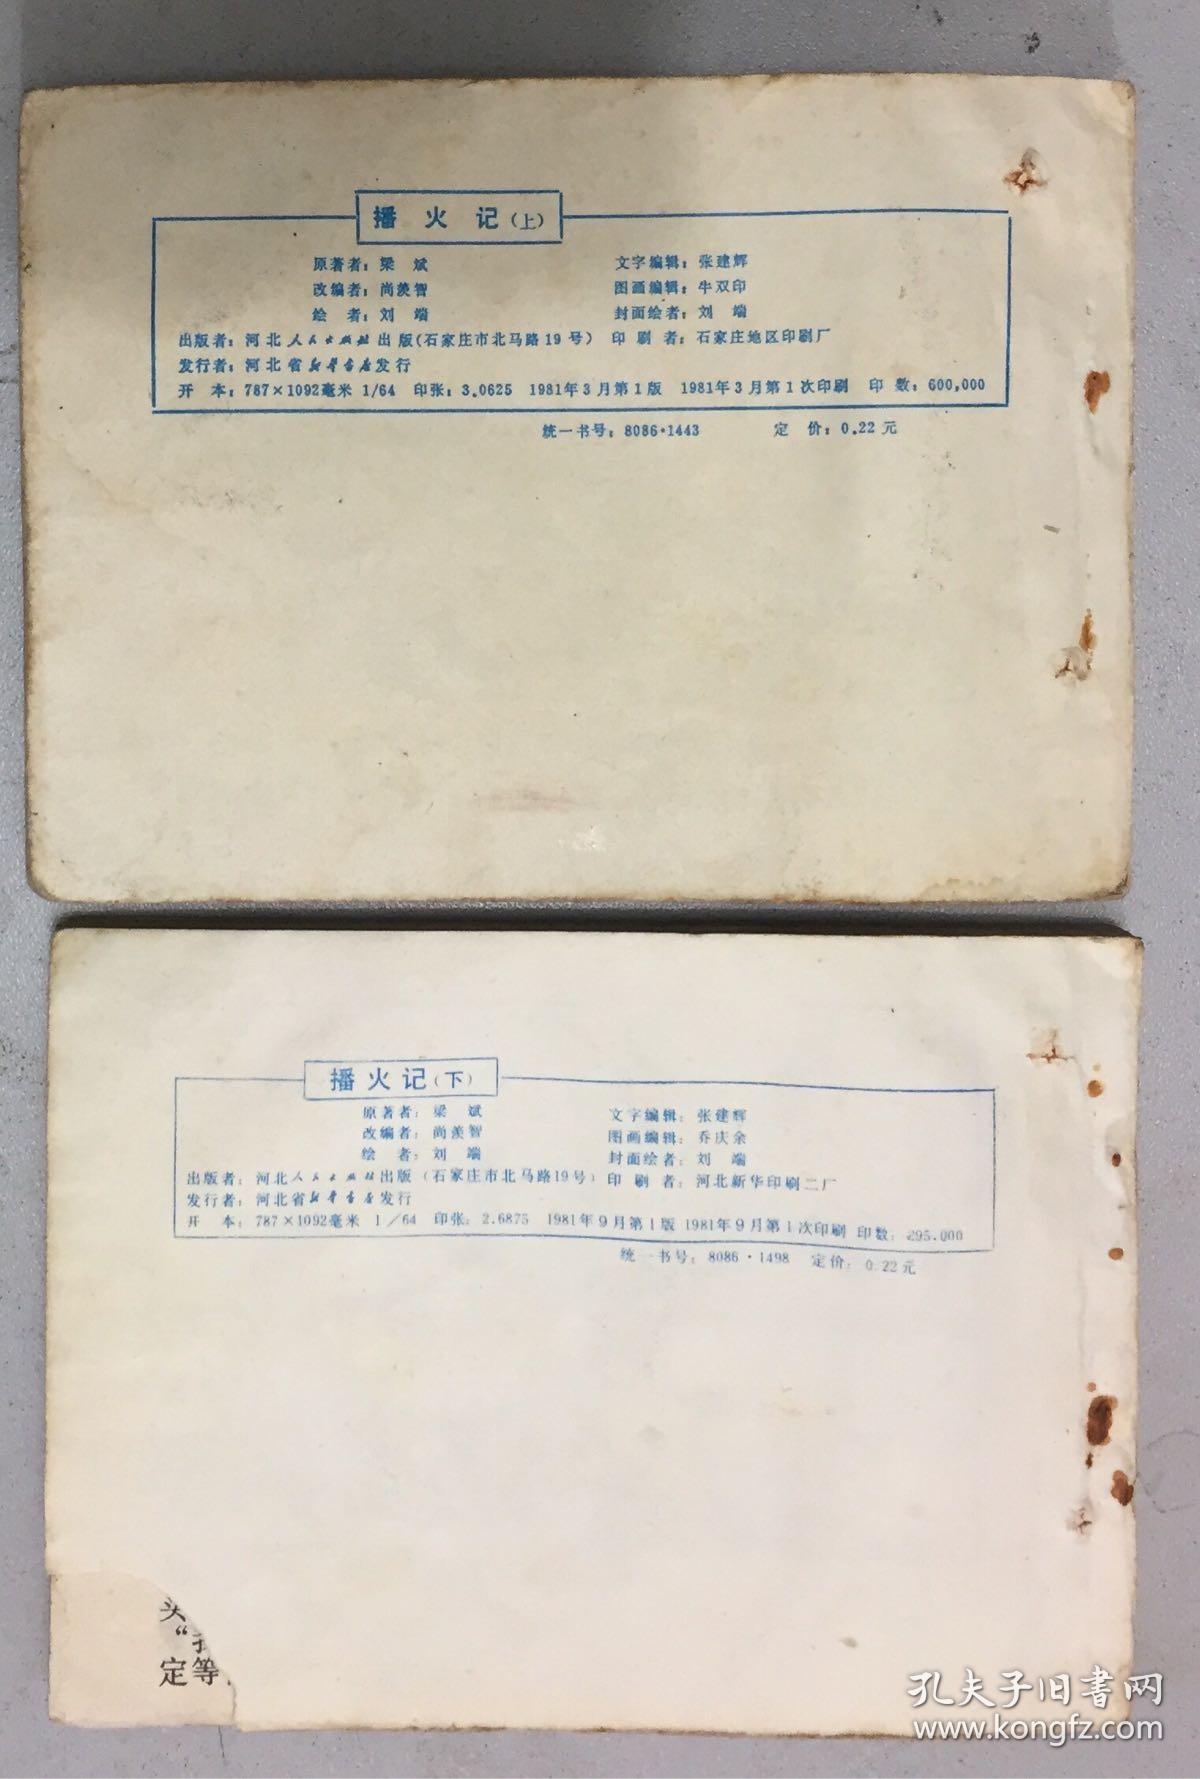 播火记(上)
原著者：梁 斌 文字编辑：张建辉
改编者：尚羡智 图画编辑：牛双印
绘 者：刘 端 封面绘者：刘 端
出版者：河北人民出版社出版(石家庄市北马路19号) 印刷者：石家庄地区印刷厂
发行者：河北省新华书店发行
开 本：787×1092毫米 1/64 印张：3.0625 1981年3月第1版 1981年3月第1次印刷 印数：600,000
统一书号：8086·1443 定 价：0.22元
播火记(下)
原著者：梁 斌 文字编辑：张建辉
改编者：尚羡智 图画编辑：乔庆余
绘 者：刘 端 封面绘者：刘 端
出版者：河北人民出版社出版(石家庄市北马路19号) 印刷者：河北新华印刷二厂
发行者：河北省新华书店发行
开 本：787×1092毫米 1/64 印张：2.6875 1981年9月第1版 1981年9月第1次印刷 印数：295.000
统一书号：8086·1498 定价：0.22元
头
“
定等
孔夫子旧书网
www.kongfz.com